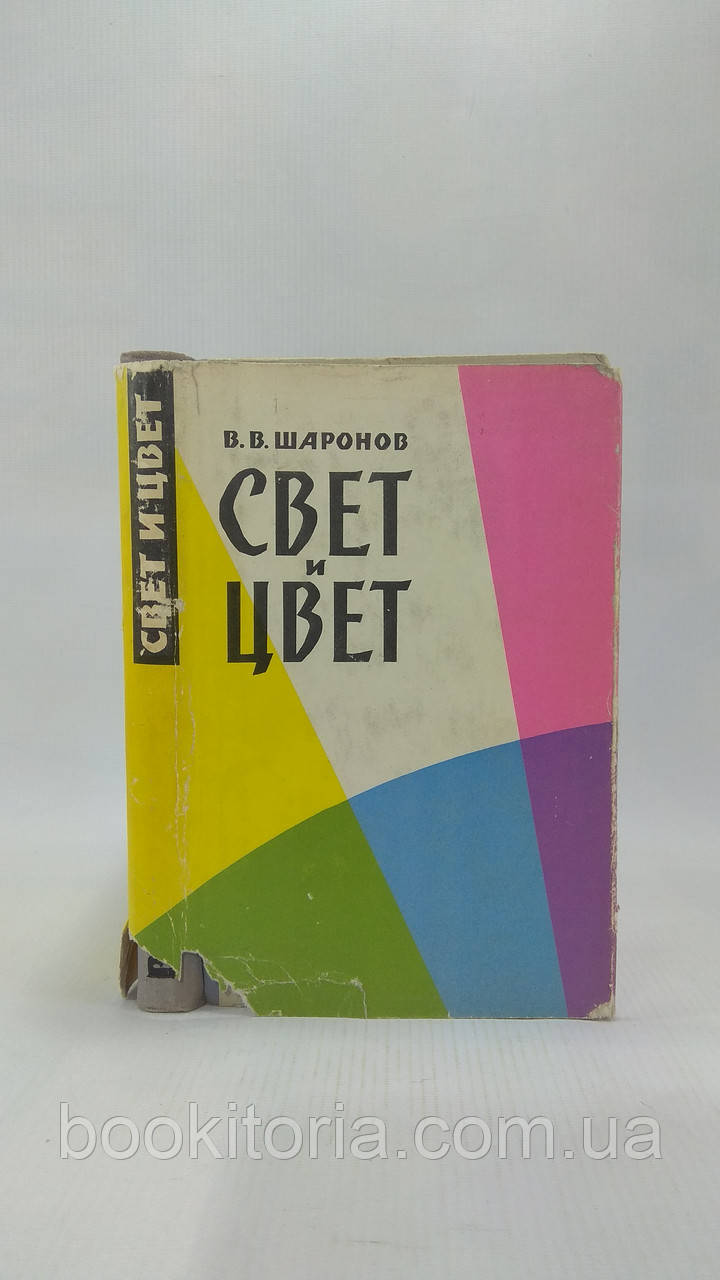 СВЕТ И ЦВЕТ
В. В. ШАРОНОВ
СВЕТ
и
ЦВЕТ
bookitoria.com.ua